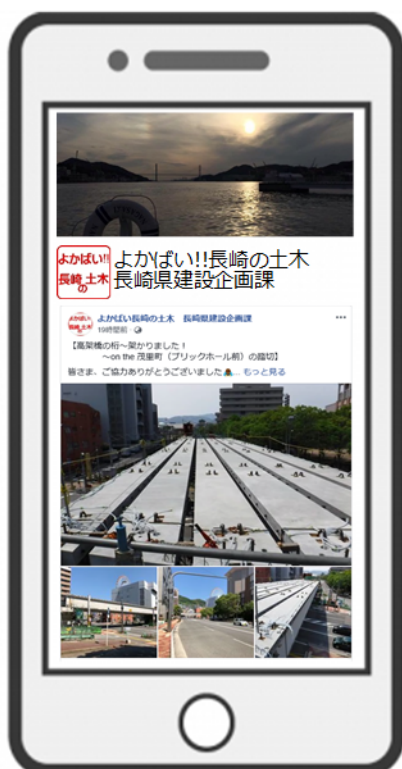 よかばい!!
長崎の土木
よかばい!!長崎の土木
長崎県建設企画課
よかばい長崎の土木 長崎県建設企画課
19時間前
【高架橋の桁~架かりました!
~on the 茂里町(ブリックホール前)の踏切】
皆さま、ご協力ありがとうございました🙇... もっと見る